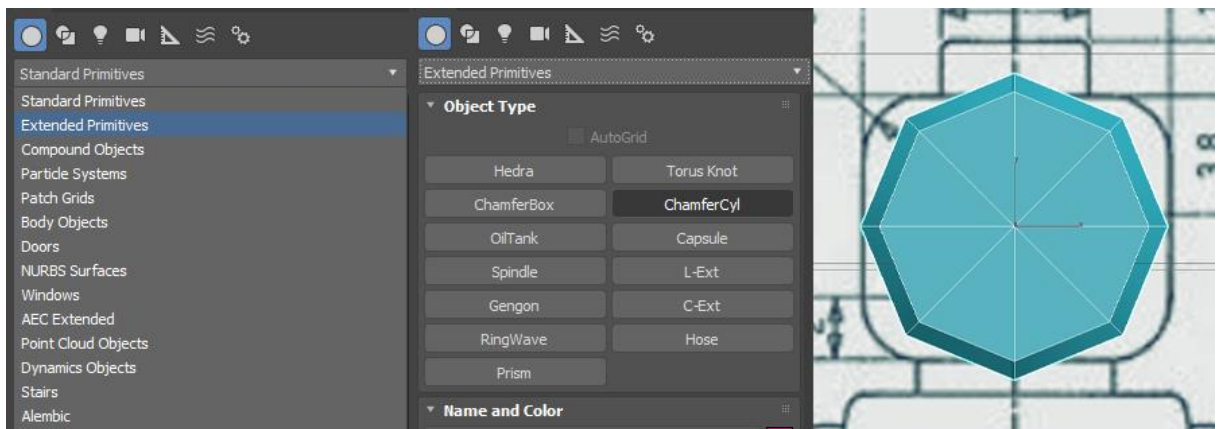 Standard Primitives
Standard Primitives
Extended Primitives
Compound Objects
Particle Systems
Patch Grids
Body Objects
Doors
NURBS Surfaces
Windows
AEC Extended
Point Cloud Objects
Dynamics Objects
Stairs
Alembic
Extended Primitives
Object Type
AutoGrid
Hedra Torus Knot
ChamferBox ChamferCyl
OilTank Capsule
Spindle L-Ext
Gengon C-Ext
RingWave Hose
Prism
Name and Color